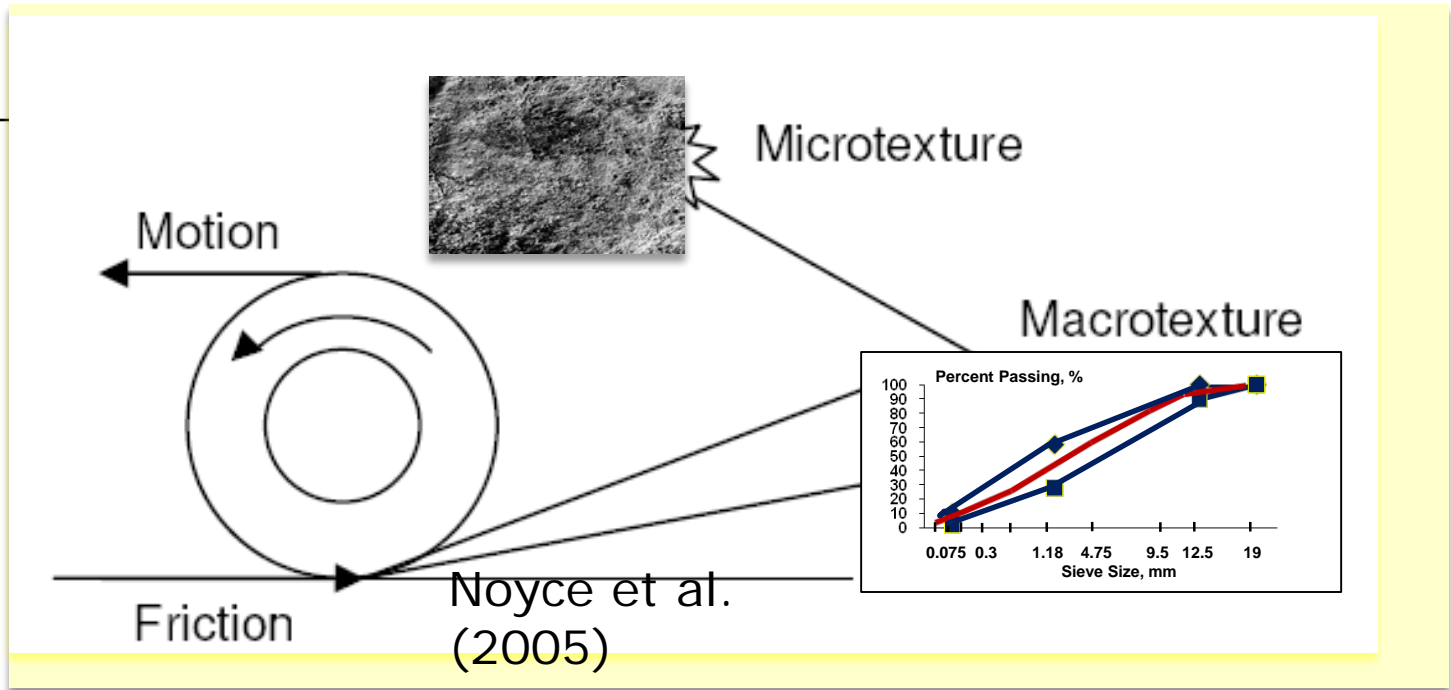 Microtexture
Motion
Macrotexture
Percent Passing, %
100
90
80
70
60
50
40
30
20
10
0
0.075 0.3 1.18 4.75 9.5 12.5 19
Sieve Size, mm
Noyce et al.
(2005)
Friction